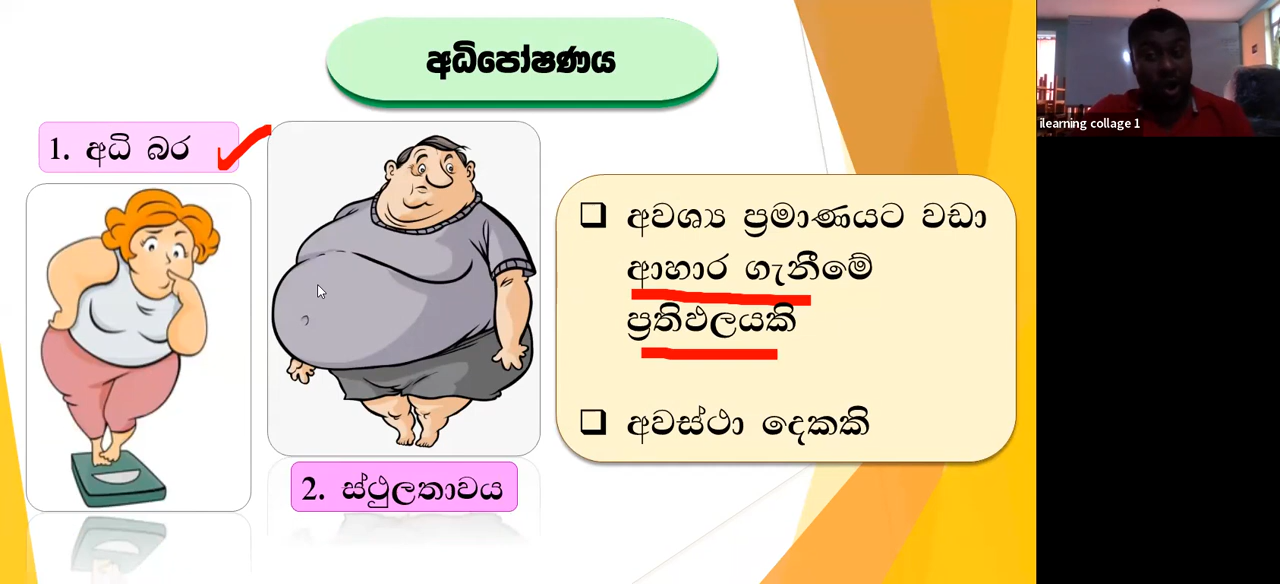 අධිපෝෂණය
1. අධි බර
2. ස්ථුලතාවය
අවශ්‍ය ප්‍රමාණයට වඩා
ආහාර ගැනීමේ
ප්‍රතිඵලයකි
අවස්ථා දෙකකි
ilearning collage 1